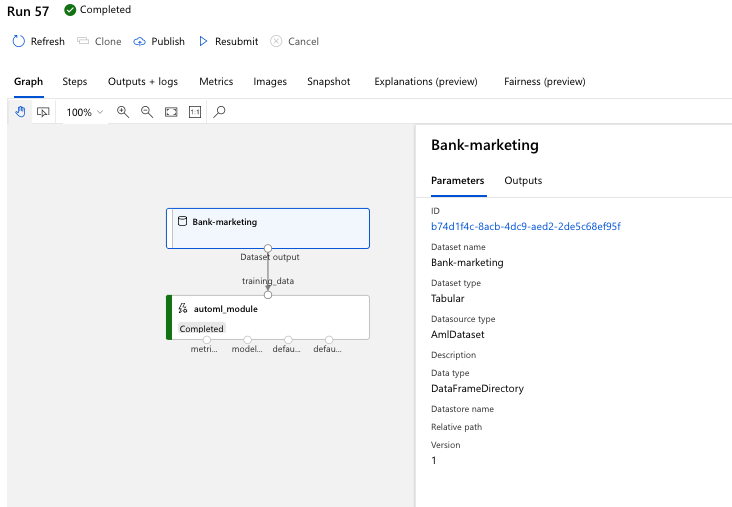 Run 57 Completed
Refresh Clone Publish Resubmit Cancel
Graph Steps Outputs + logs Metrics Images Snapshot Explanations (preview) Fairness (preview)
100% 1:1
Bank-marketing
Dataset output
training_data
automl_module
Completed
metri... model... defau... defau...
Bank-marketing
Parameters Outputs
ID
b74d1f4c-8acb-4dc9-aed2-2de5c68ef95f
Dataset name
Bank-marketing
Dataset type
Tabular
Datasource type
AmlDataset
Description
Data type
DataFrameDirectory
Datastore name
Relative path
Version
1